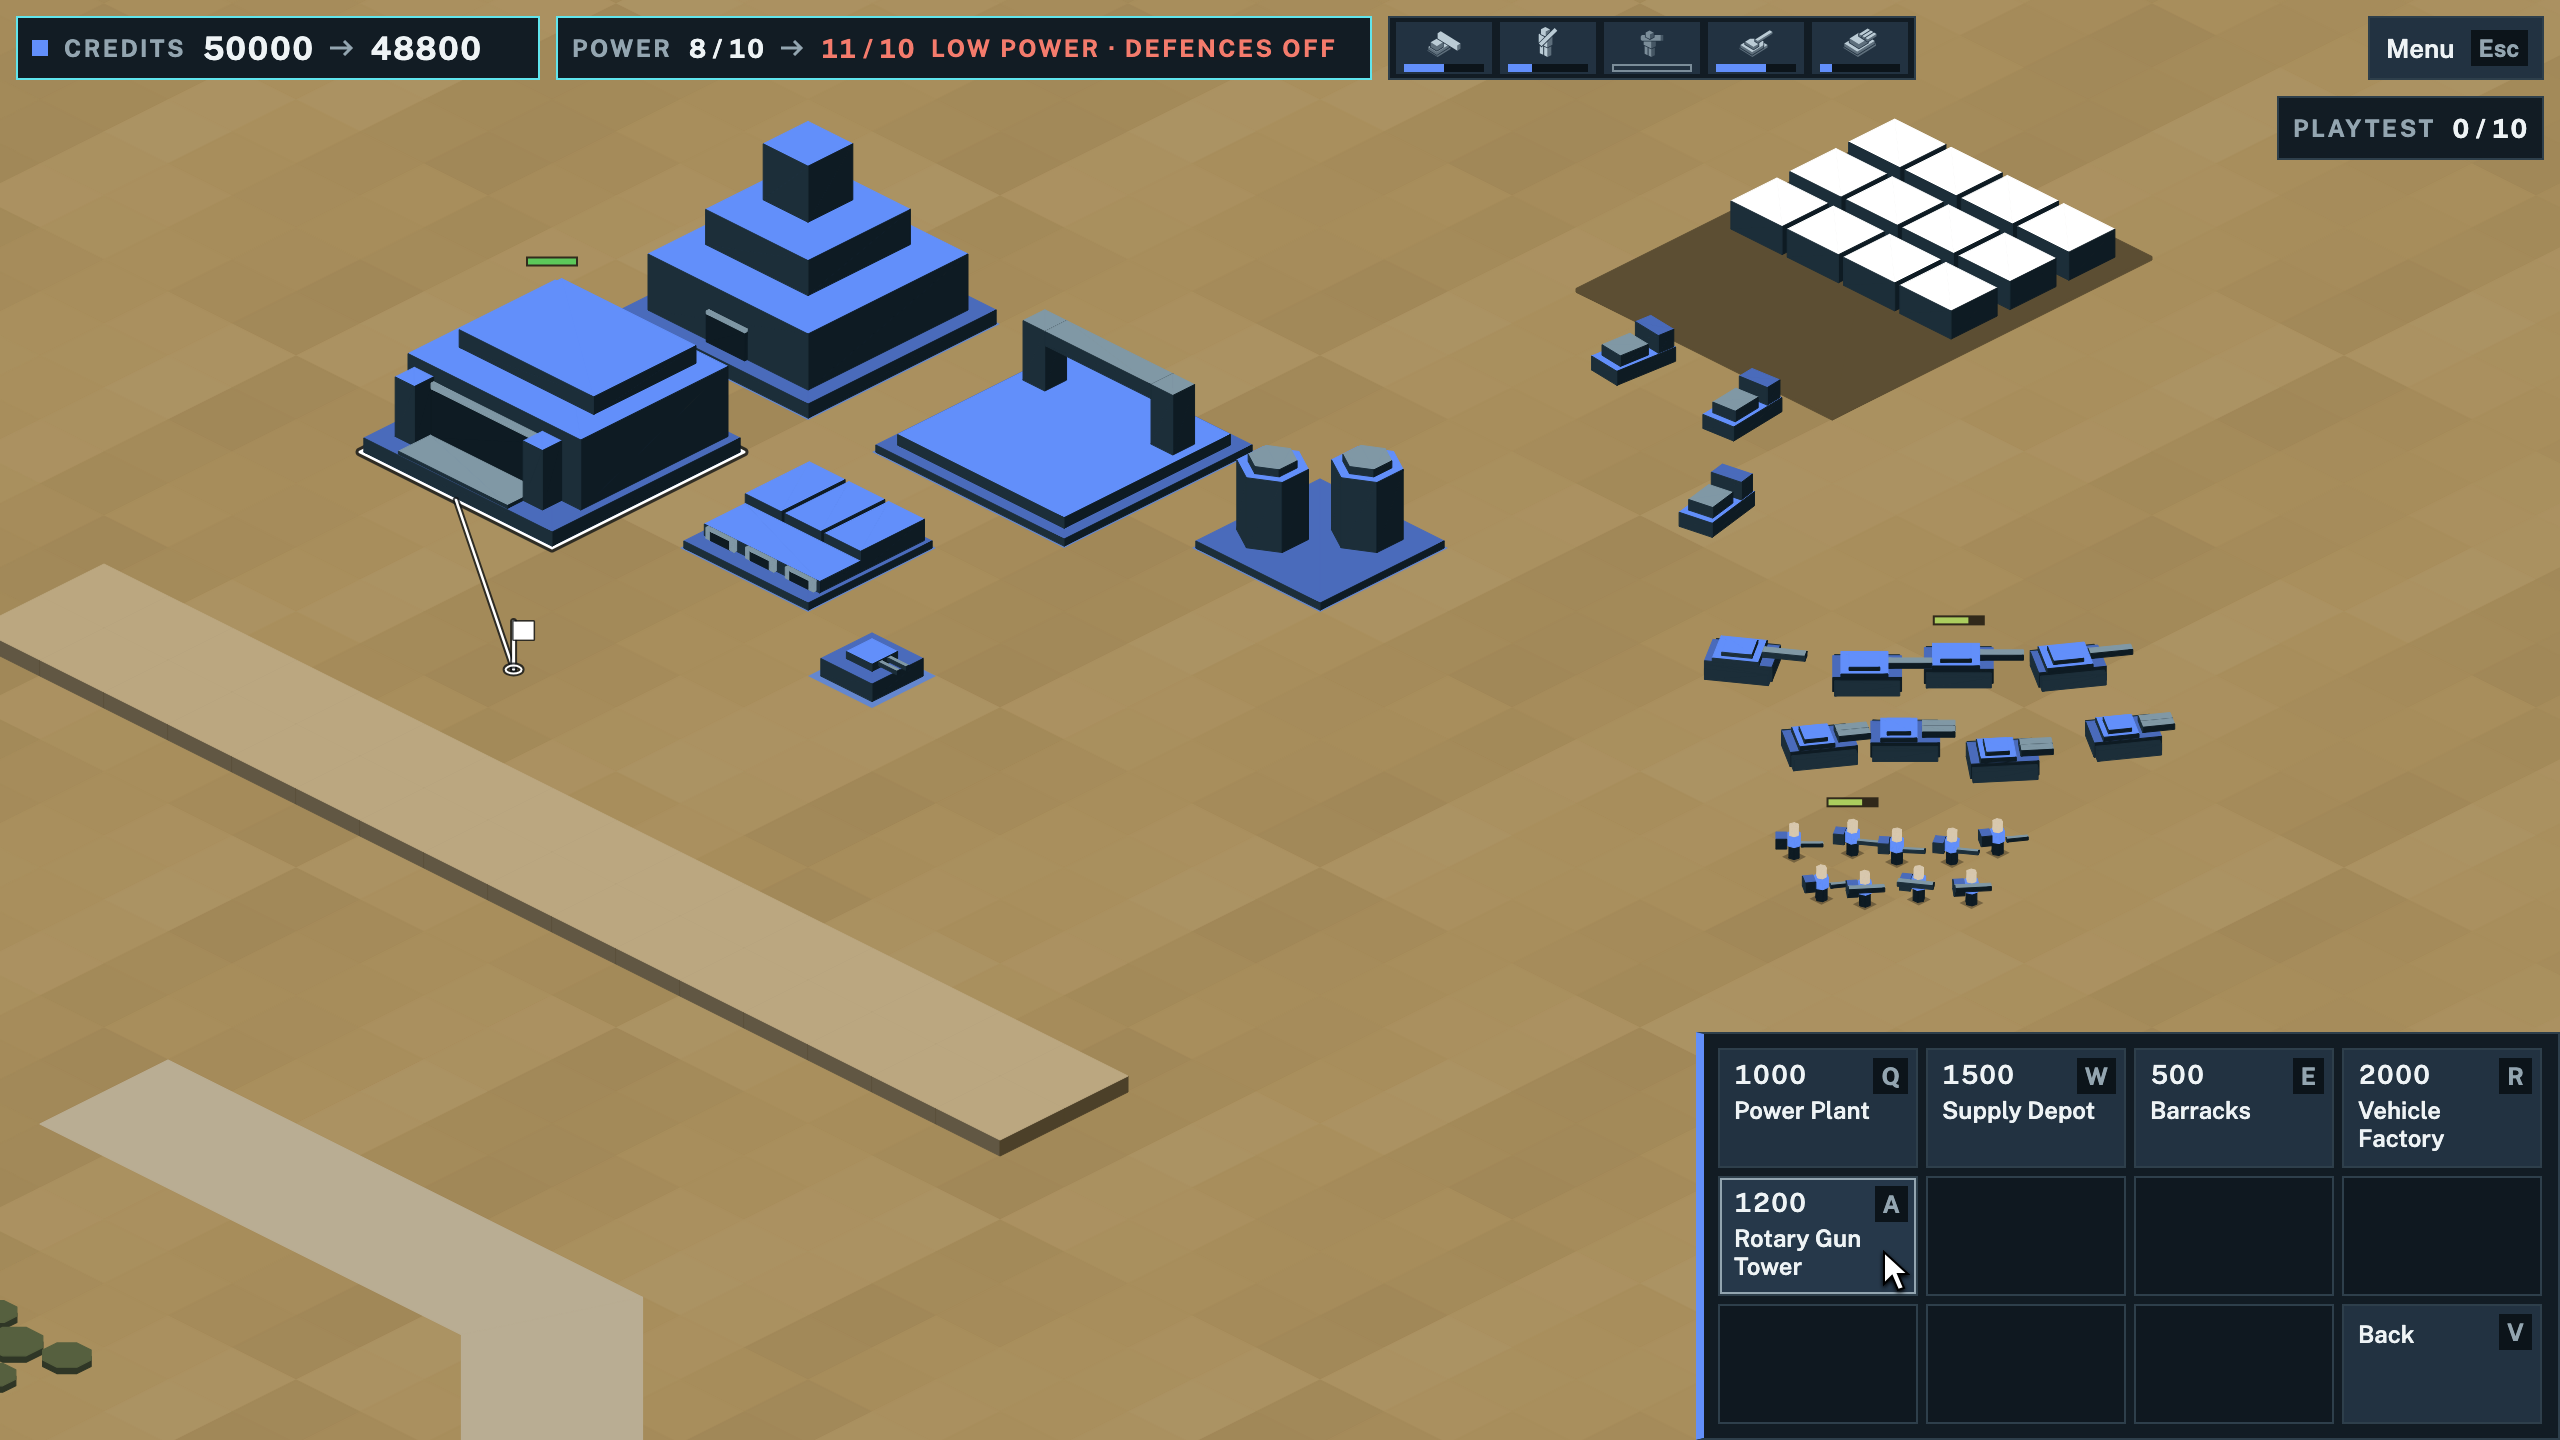 CREDITS 50000 → 48800
POWER 8/10 → 11/10 LOW POWER · DEFENCES OFF
Menu Esc
PLAYTEST 0/10
1000 Q
Power Plant
1500 W
Supply Depot
500 E
Barracks
2000 R
Vehicle
Factory
1200 A
Rotary Gun
Tower
Back V